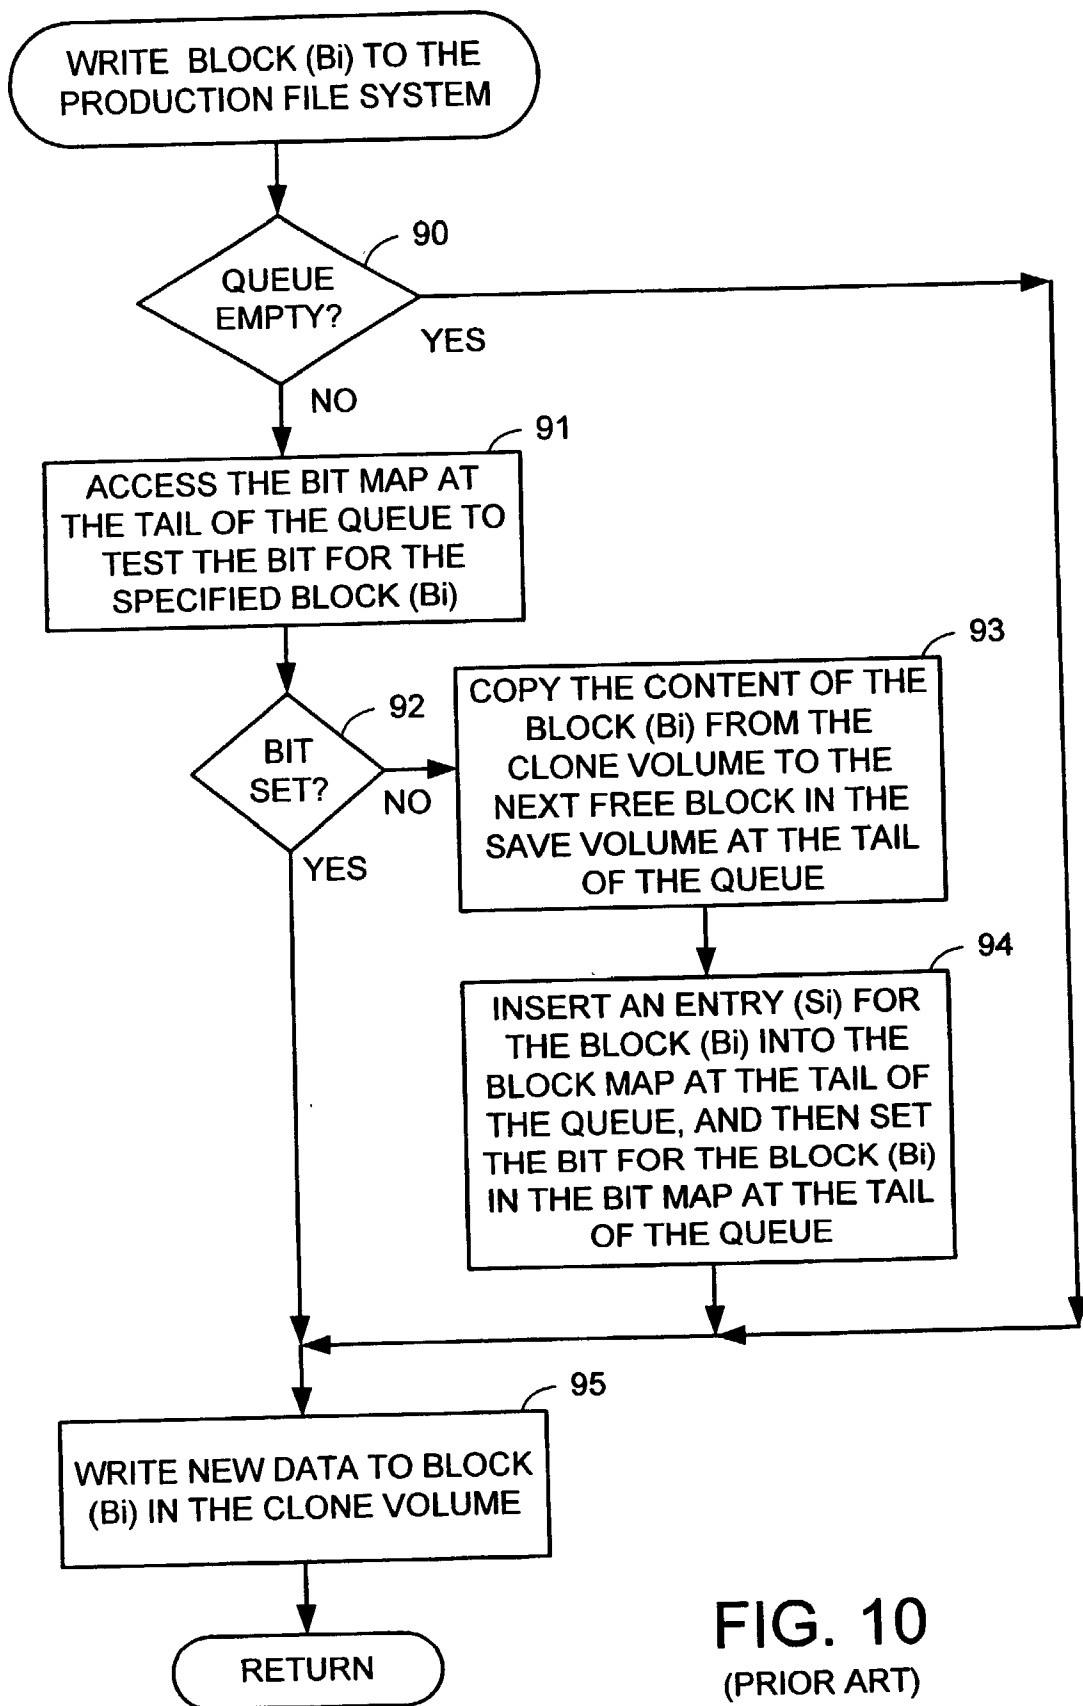 WRITE BLOCK (Bi) TO THE
PRODUCTION FILE SYSTEM
90
QUEUE
EMPTY?
YES
NO
91
ACCESS THE BIT MAP AT
THE TAIL OF THE QUEUE TO
TEST THE BIT FOR THE
SPECIFIED BLOCK (Bi)
92
BIT
SET?
NO
YES
93
COPY THE CONTENT OF THE
BLOCK (Bi) FROM THE
CLONE VOLUME TO THE
NEXT FREE BLOCK IN THE
SAVE VOLUME AT THE TAIL
OF THE QUEUE
94
INSERT AN ENTRY (Si) FOR
THE BLOCK (Bi) INTO THE
BLOCK MAP AT THE TAIL OF
THE QUEUE, AND THEN SET
THE BIT FOR THE BLOCK (Bi)
IN THE BIT MAP AT THE TAIL
OF THE QUEUE
95
WRITE NEW DATA TO BLOCK
(Bi) IN THE CLONE VOLUME
RETURN
FIG. 10
(PRIOR ART)